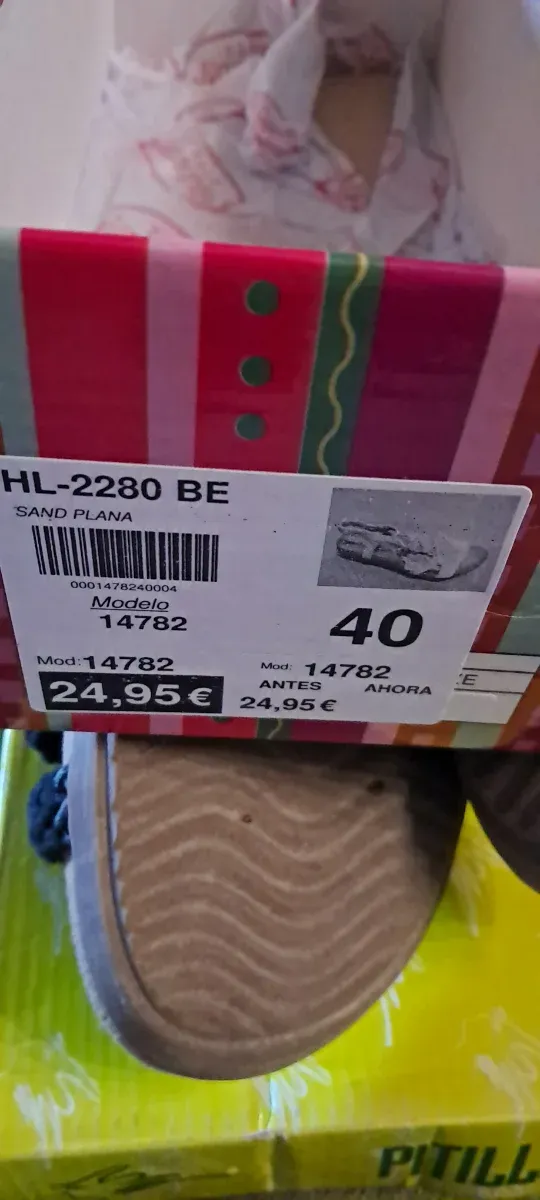 HL-2280 BE
SAND PLANA
0001478240004
Modelo
14782
40
Mod:14782
24,95€
Mod: 14782
ANTES AHORA
24,95€
PITILL